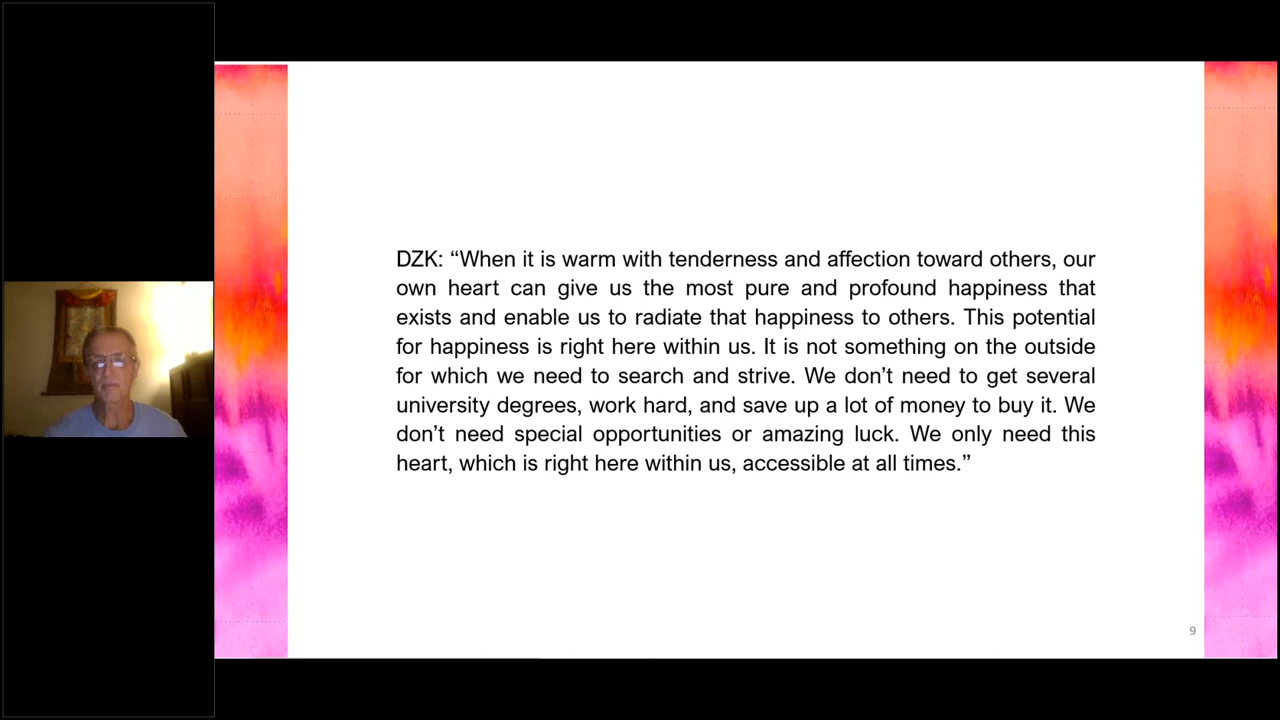 DZK: “When it is warm with tenderness and affection toward others, our
own heart can give us the most pure and profound happiness that
exists and enable us to radiate that happiness to others. This potential
for happiness is right here within us. It is not something on the outside
for which we need to search and strive. We don’t need to get several
university degrees, work hard, and save up a lot of money to buy it. We
don’t need special opportunities or amazing luck. We only need this
heart, which is right here within us, accessible at all times.”
9